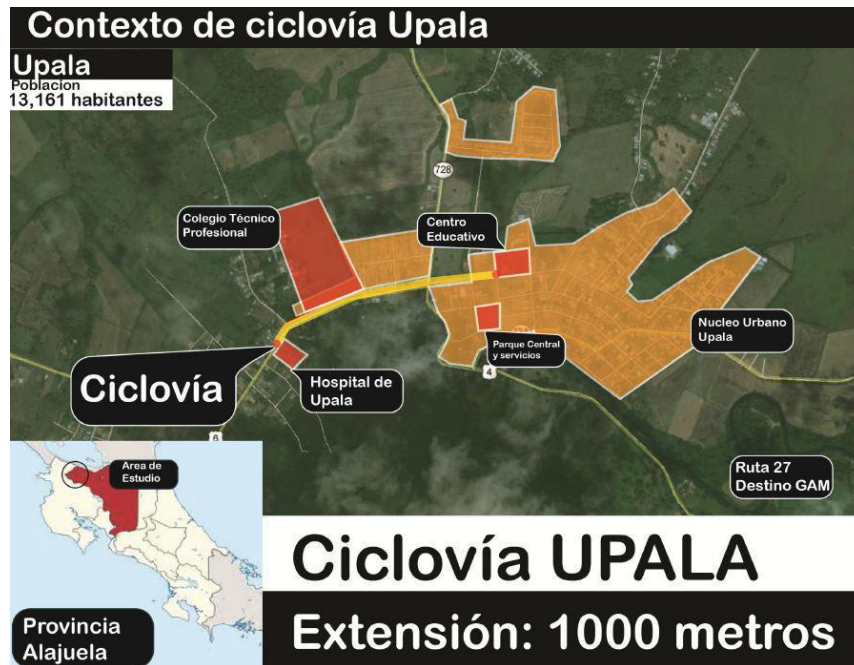 Contexto de ciclovía Upala
Upala
Poblacion
13,161 habitantes
728
Colegio Técnico
Profesional
Centro
Educativo
Nucleo Urbano
Upala
Parque Central
y servicios
Ciclovía
Hospital de
Upala
4
6
Area de
Estudio
Ruta 27
Destino GAM
Provincia
Alajuela
Ciclovía UPALA
Extensión: 1000 metros